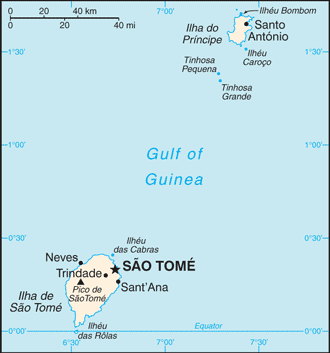 0 20 40 km
0 20 40 mi
7°00'
Ilhéu Bombom
Ilha do
Príncipe
Santo
António
1°30'
1°30'
Ilhéu
Caroço
Tinhosa
Pequena
Tinhosa
Grande
1°00'
1°00'
Gulf of
Guinea
0°30'
0°30'
Ilhéu
das Cabras
Neves
SÃO TOMÉ
Trindade
Pico de
São Tomé
Sant'Ana
Ilha de
São Tomé
Ilhéu
das Rôlas
Equator
0°00'
0°00'
6°30'
7°00'
7°30'